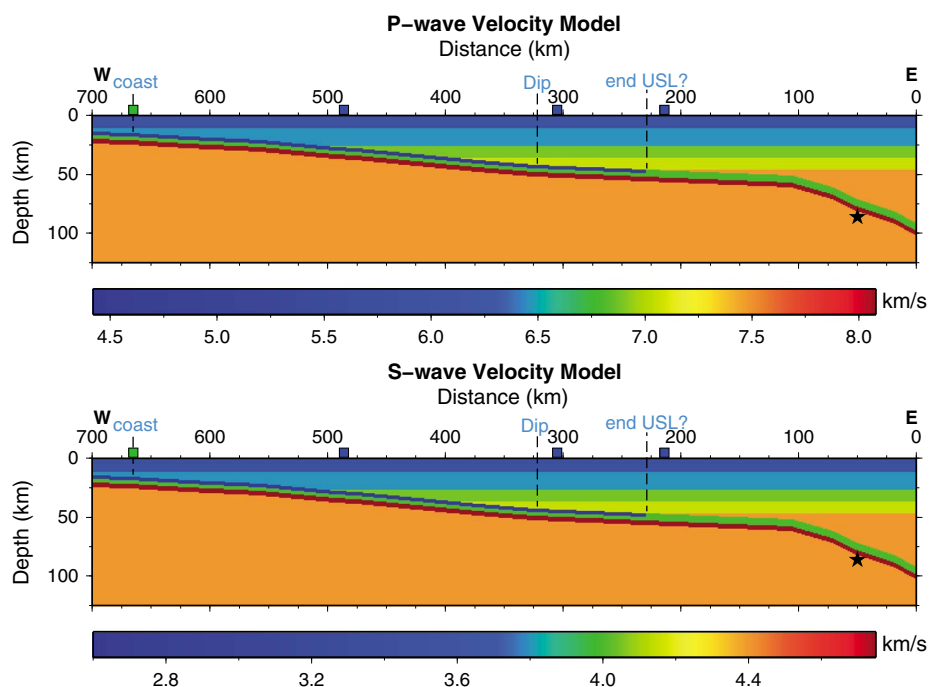 P−wave Velocity Model
Distance (km)
W coast Dip end USL? E
700 600 500 400 300 200 100 0
0
50
100
Depth (km)
4.5 5.0 5.5 6.0 6.5 7.0 7.5 8.0 km/s
S−wave Velocity Model
Distance (km)
W coast Dip end USL? E
700 600 500 400 300 200 100 0
0
50
100
Depth (km)
2.8 3.2 3.6 4.0 4.4 km/s